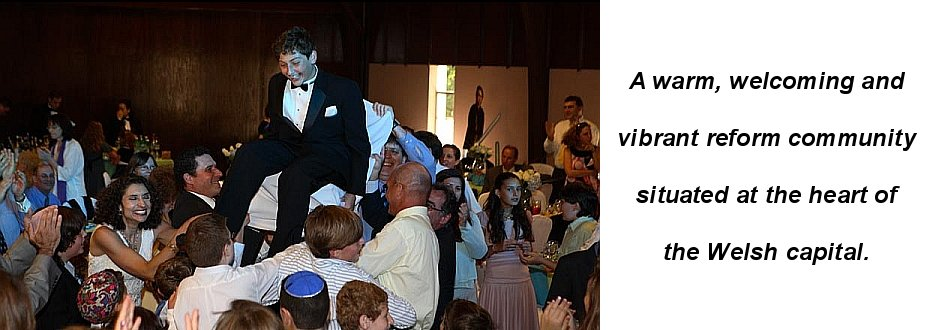 A warm, welcoming and
vibrant reform community
situated at the heart of
the Welsh capital.